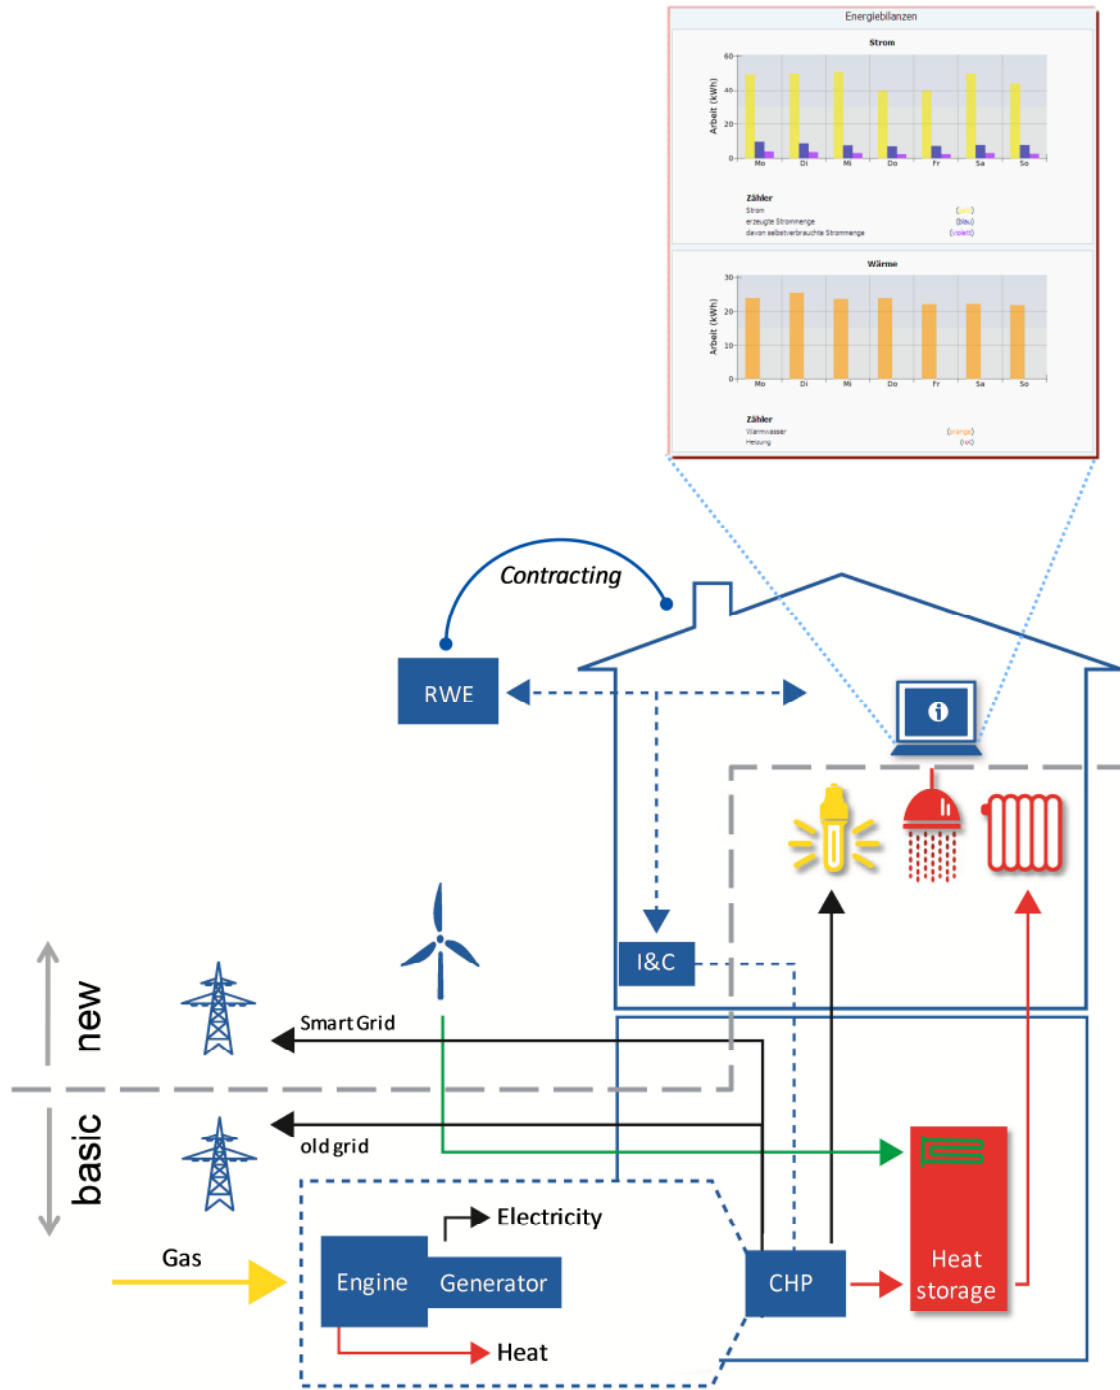 Energiebilanzen
Strom
Arbeit (kWh)
60
40
20
0
Mo Di Mi Do Fr Sa So
Zähler
Strom (gelb)
erzeugte Strommenge (blau)
davon selbstverbrauchte Strommenge (violett)
Wärme
Arbeit (kWh)
30
20
10
0
Mo Di Mi Do Fr Sa So
Zähler
Warmwasser (orange)
Heizung (rot)
Contracting
RWE
i
I&C
new
Smart Grid
basic
old grid
Electricity
Gas
Engine
Generator
CHP
Heat
storage
Heat